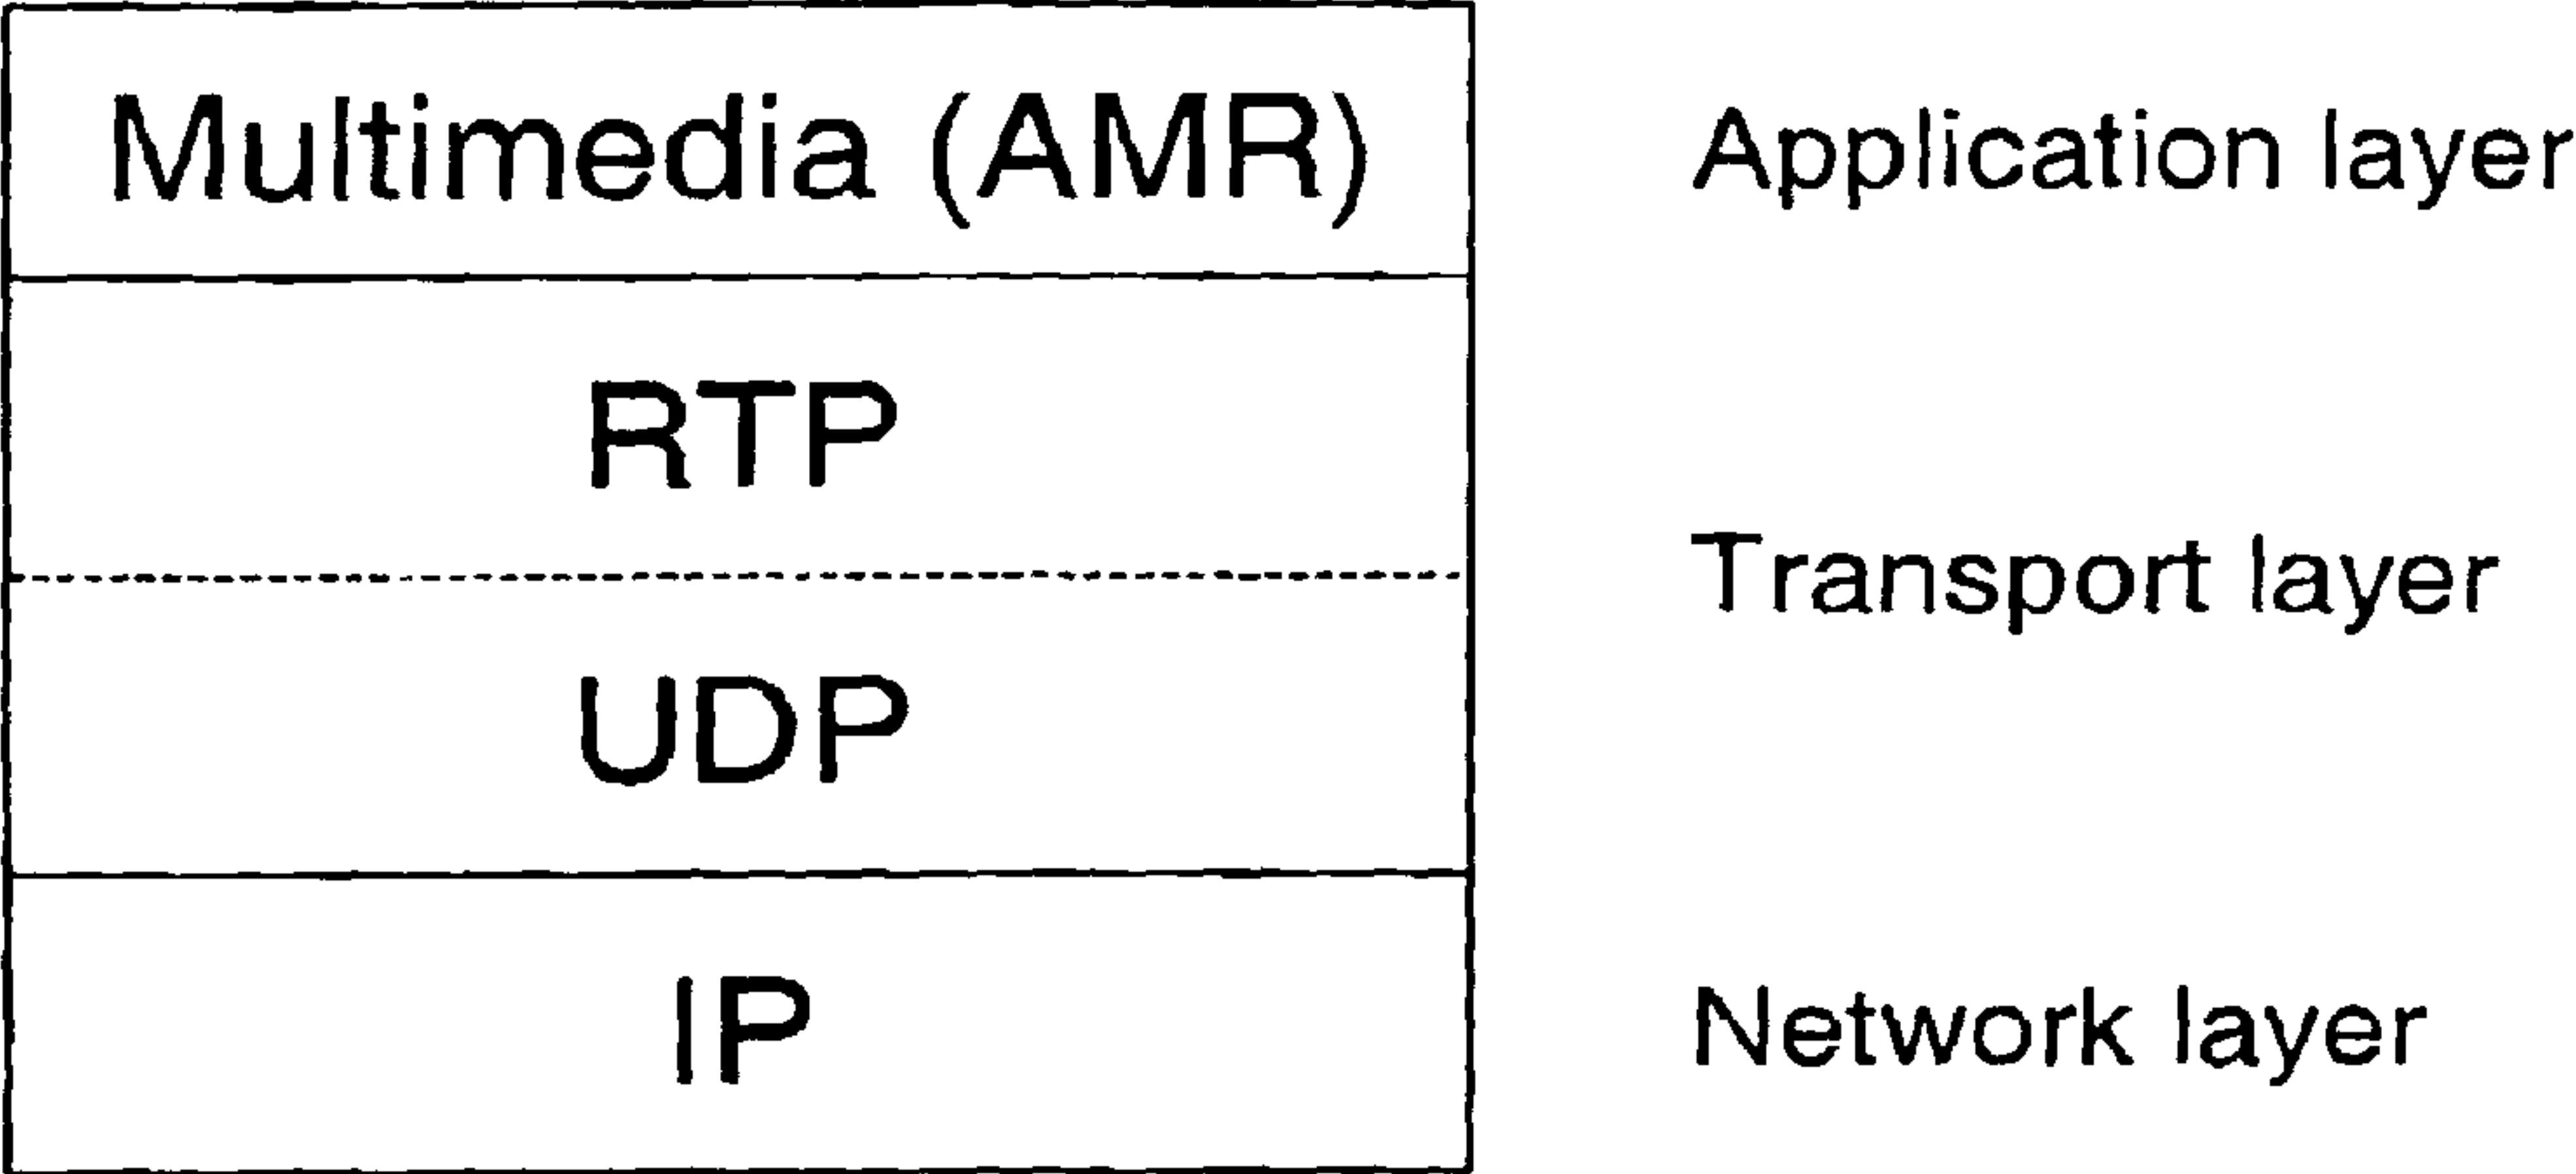 Multimedia (AMR) Application layer
RTP
Transport layer
UDP
IP Network layer